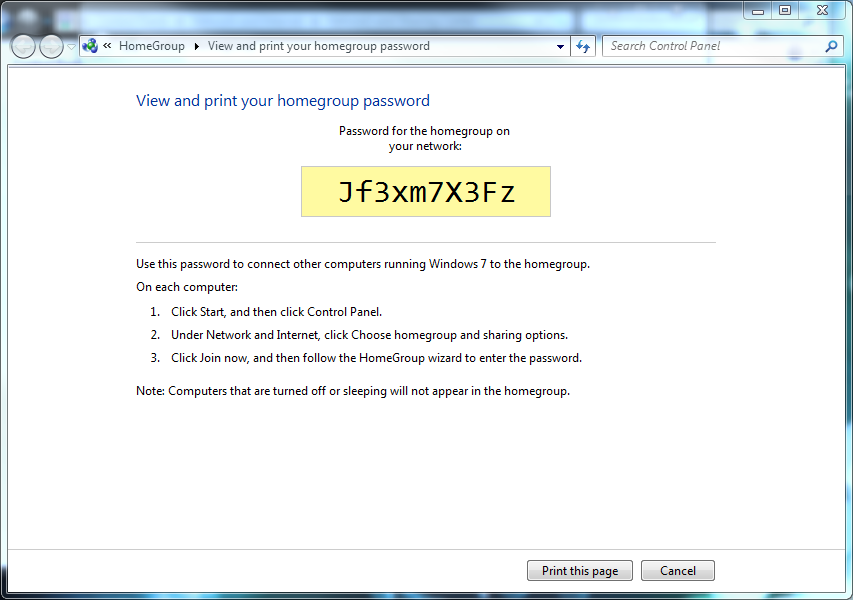 « HomeGroup ▸ View and print your homegroup password
Search Control Panel
View and print your homegroup password
Password for the homegroup on
your network:
Jf3xm7X3Fz
Use this password to connect other computers running Windows 7 to the homegroup.
On each computer:
1. Click Start, and then click Control Panel.
2. Under Network and Internet, click Choose homegroup and sharing options.
3. Click Join now, and then follow the HomeGroup wizard to enter the password.
Note: Computers that are turned off or sleeping will not appear in the homegroup.
Print this page Cancel